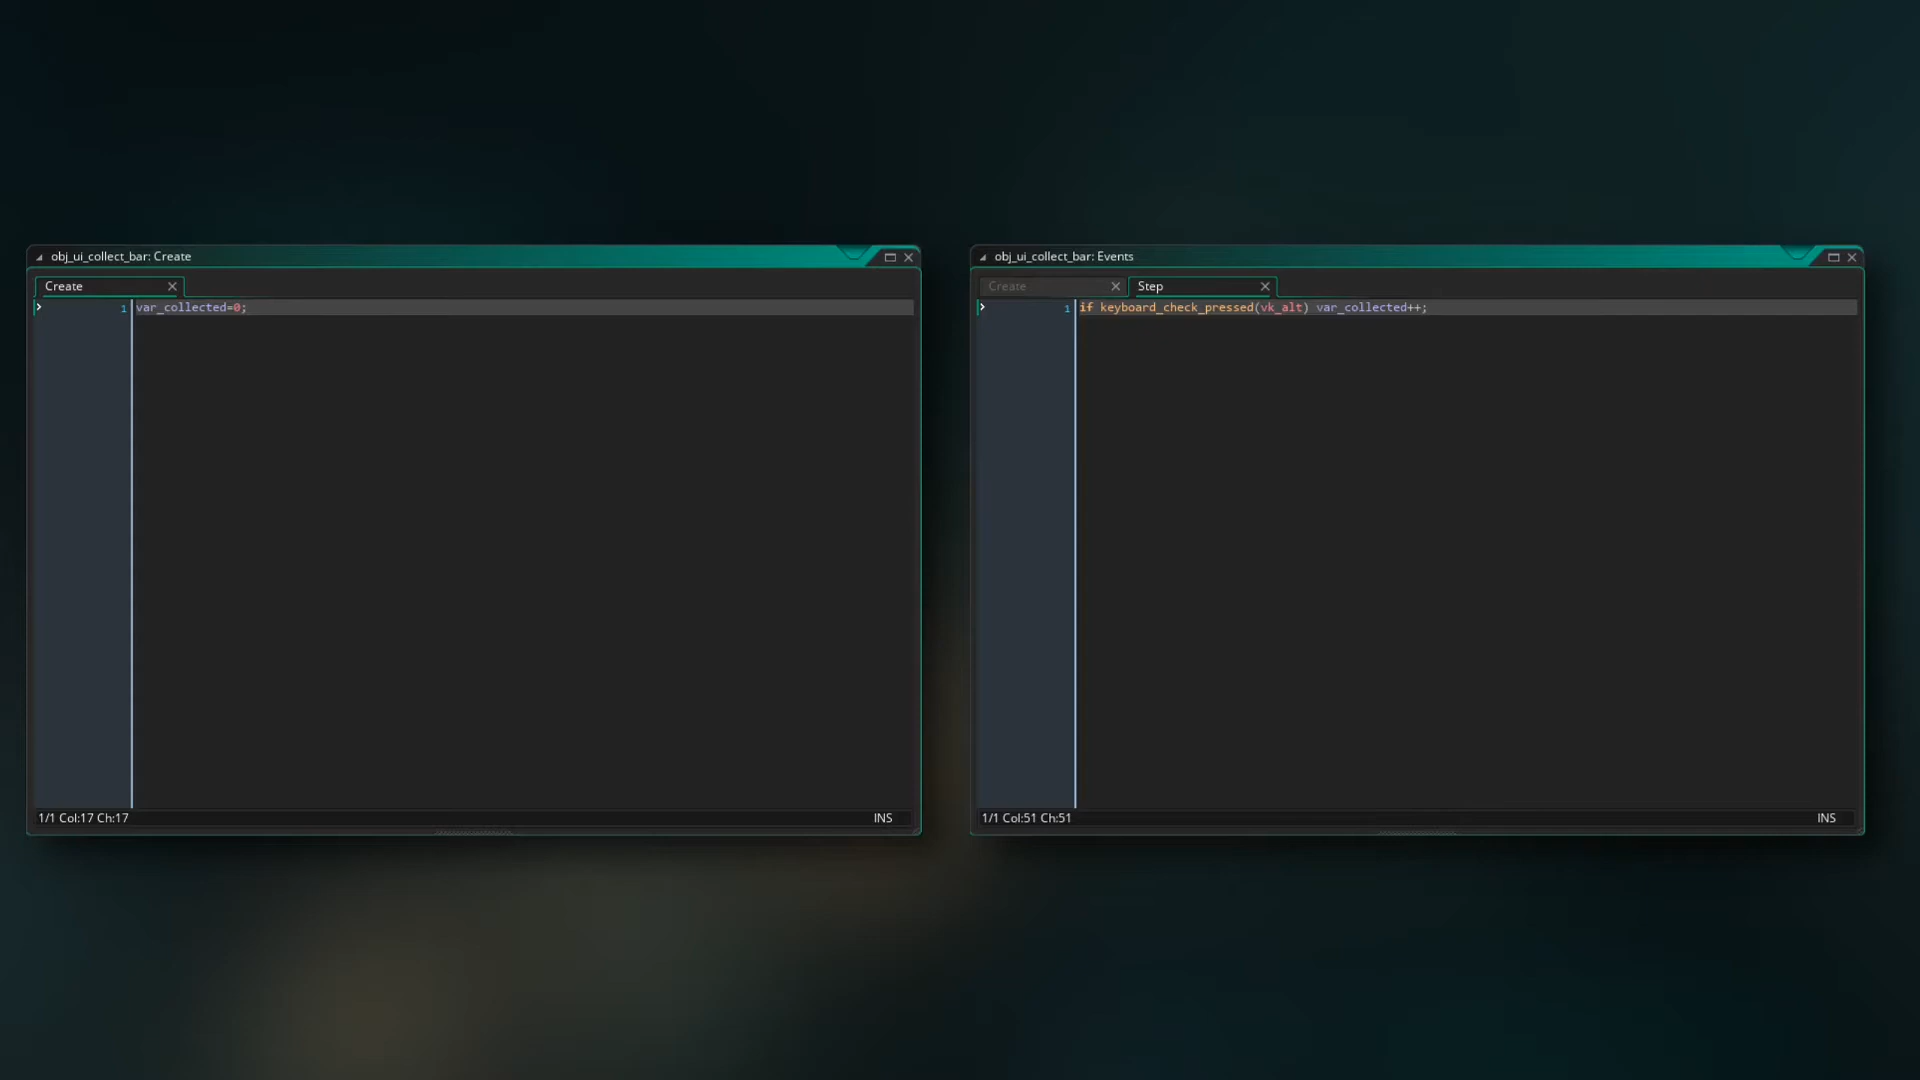 obj_ui_collect_bar: Create
Create
1 var_collected=0;
1/1 Col:17 Ch:17 INS
obj_ui_collect_bar: Events
Create Step
1 if keyboard_check_pressed(vk_alt) var_collected++;
1/1 Col:51 Ch:51 INS